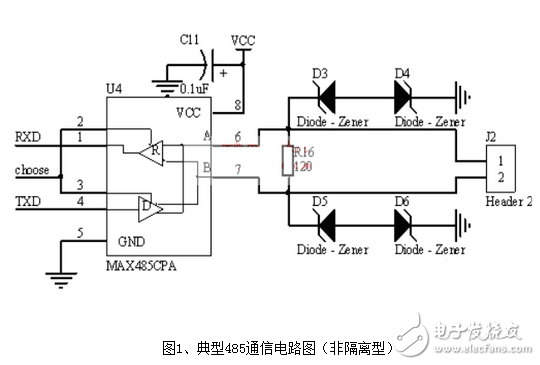 C11
VCC
0.1uF
+
U4
VCC
8
D3
D4
Diode - Zener
Diode - Zener
2
RXD
1
R
A
6
J2
choose
B
7
R16
120
1
2
3
TXD
4
D
D5
D6
Header 2
5
GND
Diode - Zener
Diode - Zener
MAX485CPA
图1、典型485通信电路图（非隔离型）
电子发烧友
www.elecfans.com